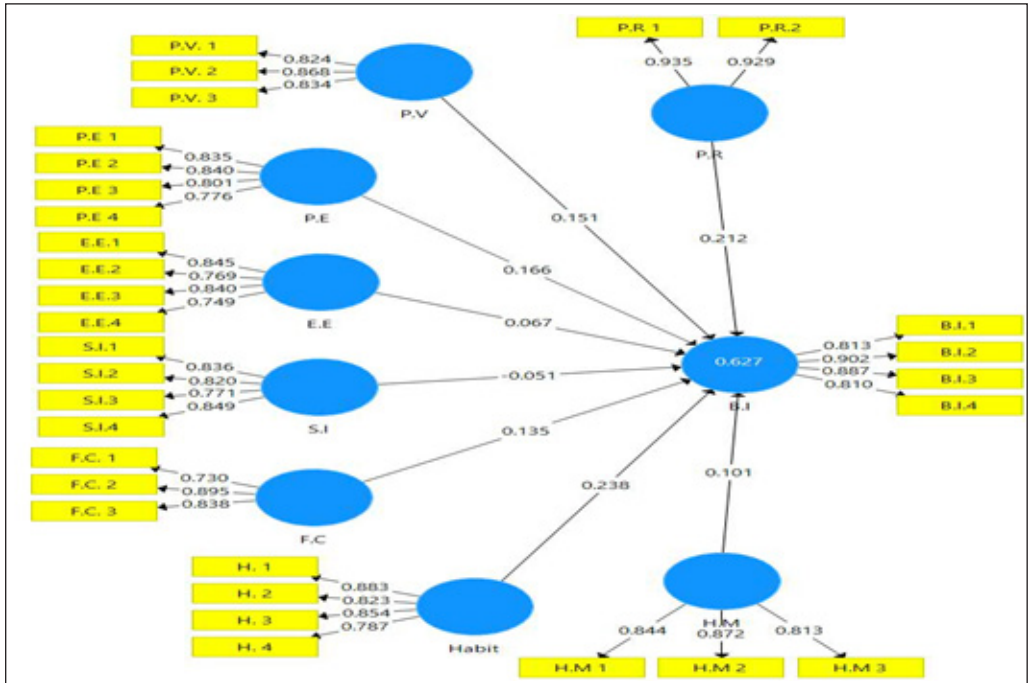 P.R 1
P.R.2
0.935
0.929
P.R
0.212
P.V. 1
P.V. 2
P.V. 3
0.824
0.868
0.834
P.V
0.151
P.E 1
P.E 2
P.E 3
P.E 4
0.835
0.840
0.801
0.776
P.E
0.166
E.E.1
E.E.2
E.E.3
E.E.4
0.845
0.769
0.840
0.749
E.E
0.067
S.I.1
S.I.2
S.I.3
S.I.4
0.836
0.820
0.771
0.849
S.I
-0.051
F.C. 1
F.C. 2
F.C. 3
0.730
0.895
0.838
F.C
0.135
H. 1
H. 2
H. 3
H. 4
0.883
0.823
0.854
0.787
Habit
0.238
0.627
B.I
0.813
0.902
0.887
0.810
B.I.1
B.I.2
B.I.3
B.I.4
0.101
H.M
0.844
0.872
0.813
H.M 1
H.M 2
H.M 3